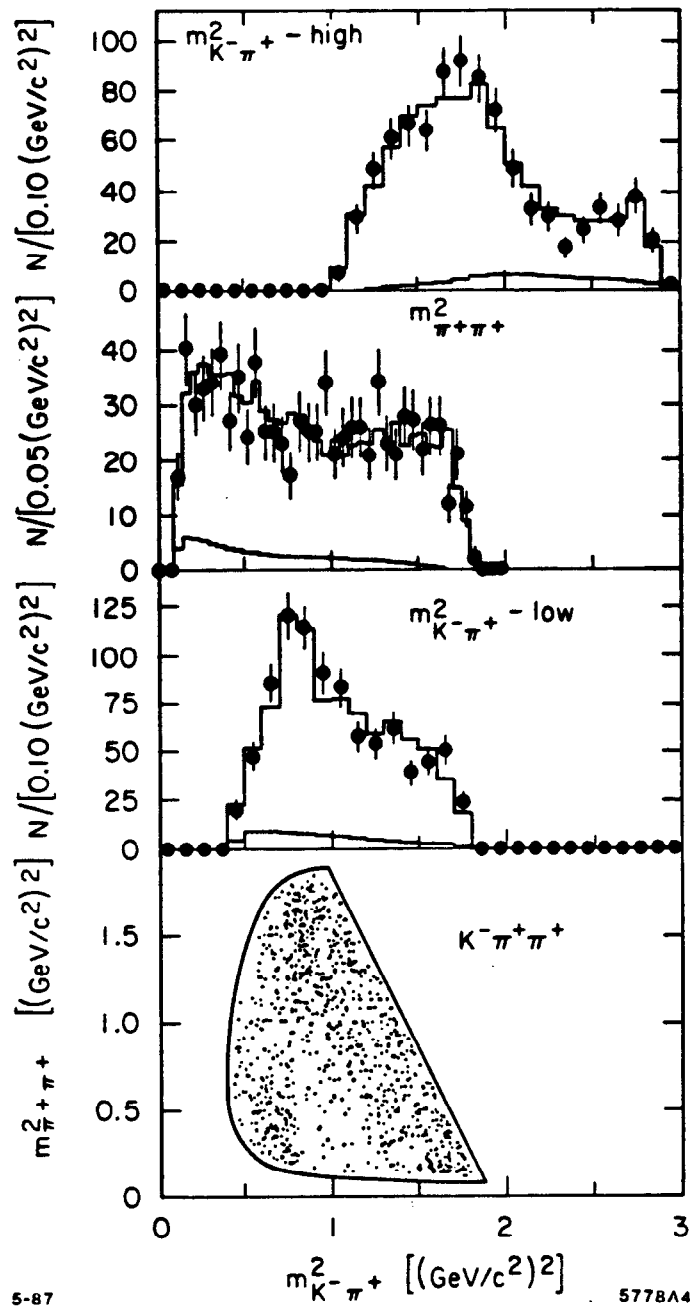 m²K⁻π⁺ - high
N/[0.10 (GeV/c²)²]
100
80
60
40
20
0
m²π⁺π⁺
N/[0.05(GeV/c²)²]
40
30
20
10
0
m²K⁻π⁺ - low
N/[0.10 (GeV/c²)²]
125
100
75
50
25
0
K⁻π⁺π⁺
m²π⁺π⁺ [(GeV/c²)²]
1.5
1.0
0.5
0
0 1 2 3
m²K⁻π⁺ [(GeV/c²)²]
5-87
5778A4